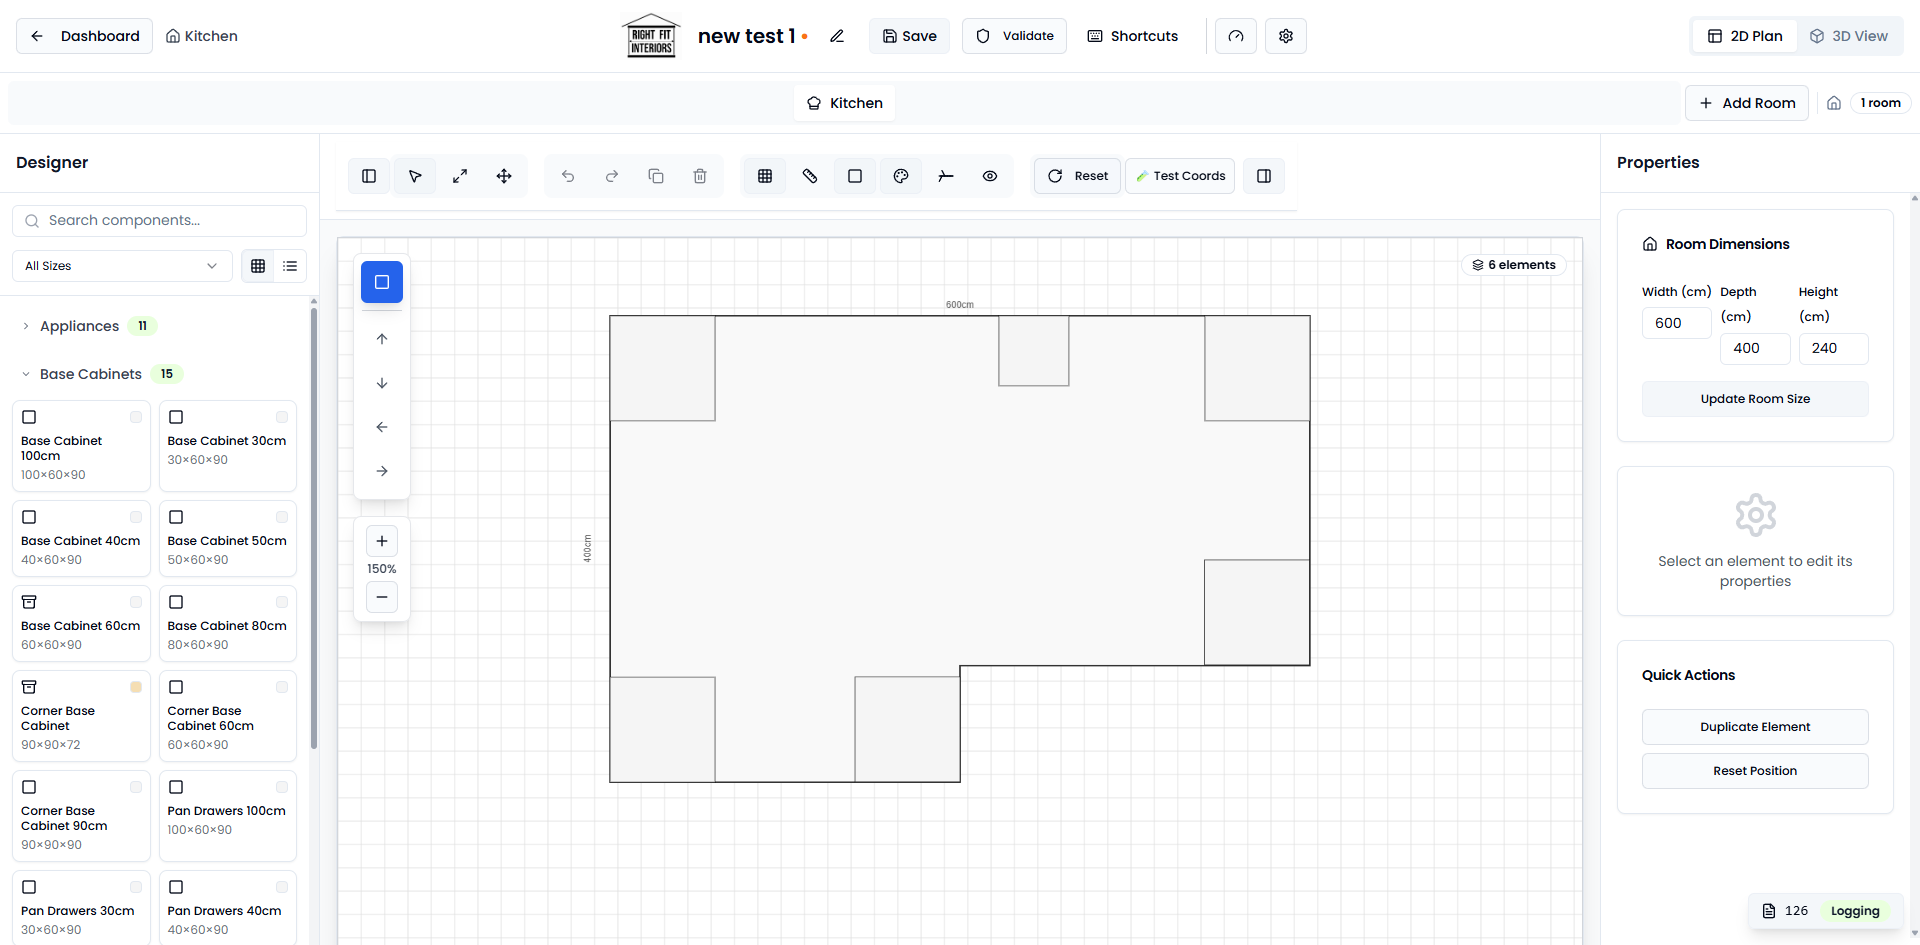 Dashboard
Kitchen
RIGHT FIT
INTERIORS
new test 1
Save
Validate
Shortcuts
2D Plan
3D View
Kitchen
Add Room
1 room
Designer
Search components...
All Sizes
Appliances 11
Base Cabinets 15
Base Cabinet
100cm
100×60×90
Base Cabinet 30cm
30×60×90
Base Cabinet 40cm
40×60×90
Base Cabinet 50cm
50×60×90
Base Cabinet 60cm
60×60×90
Base Cabinet 80cm
80×60×90
Corner Base
Cabinet
90×90×72
Corner Base
Cabinet 60cm
60×60×90
Corner Base
Cabinet 90cm
90×90×90
Pan Drawers 100cm
100×60×90
Pan Drawers 30cm
30×60×90
Pan Drawers 40cm
40×60×90
Reset
Test Coords
150%
6 elements
600cm
400cm
Properties
Room Dimensions
Width (cm)
600
Depth
(cm)
400
Height
(cm)
240
Update Room Size
Select an element to edit its
properties
Quick Actions
Duplicate Element
Reset Position
126
Logging